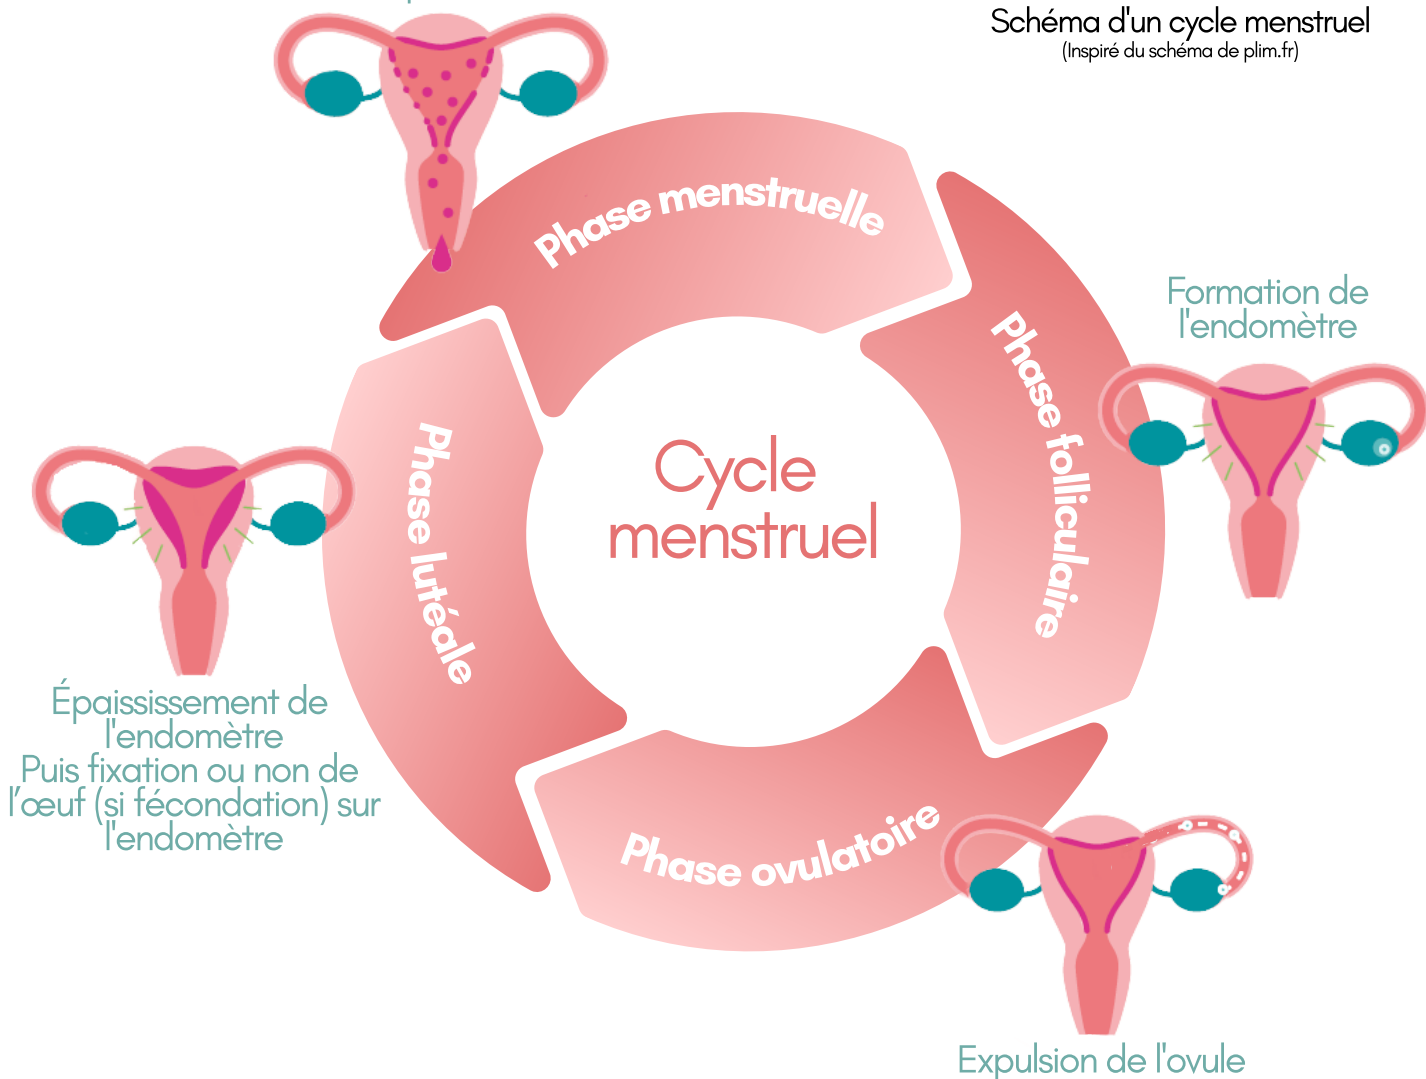 Schéma d'un cycle menstruel
(Inspiré du schéma de plim.fr)
Phase menstruelle
Formation de
l'endomètre
Phase folliculaire
Cycle
menstruel
Phase lutéale
Épaississement de
l'endomètre
Puis fixation ou non de
l’œuf (si fécondation) sur
l'endomètre
Phase ovulatoire
Expulsion de l'ovule